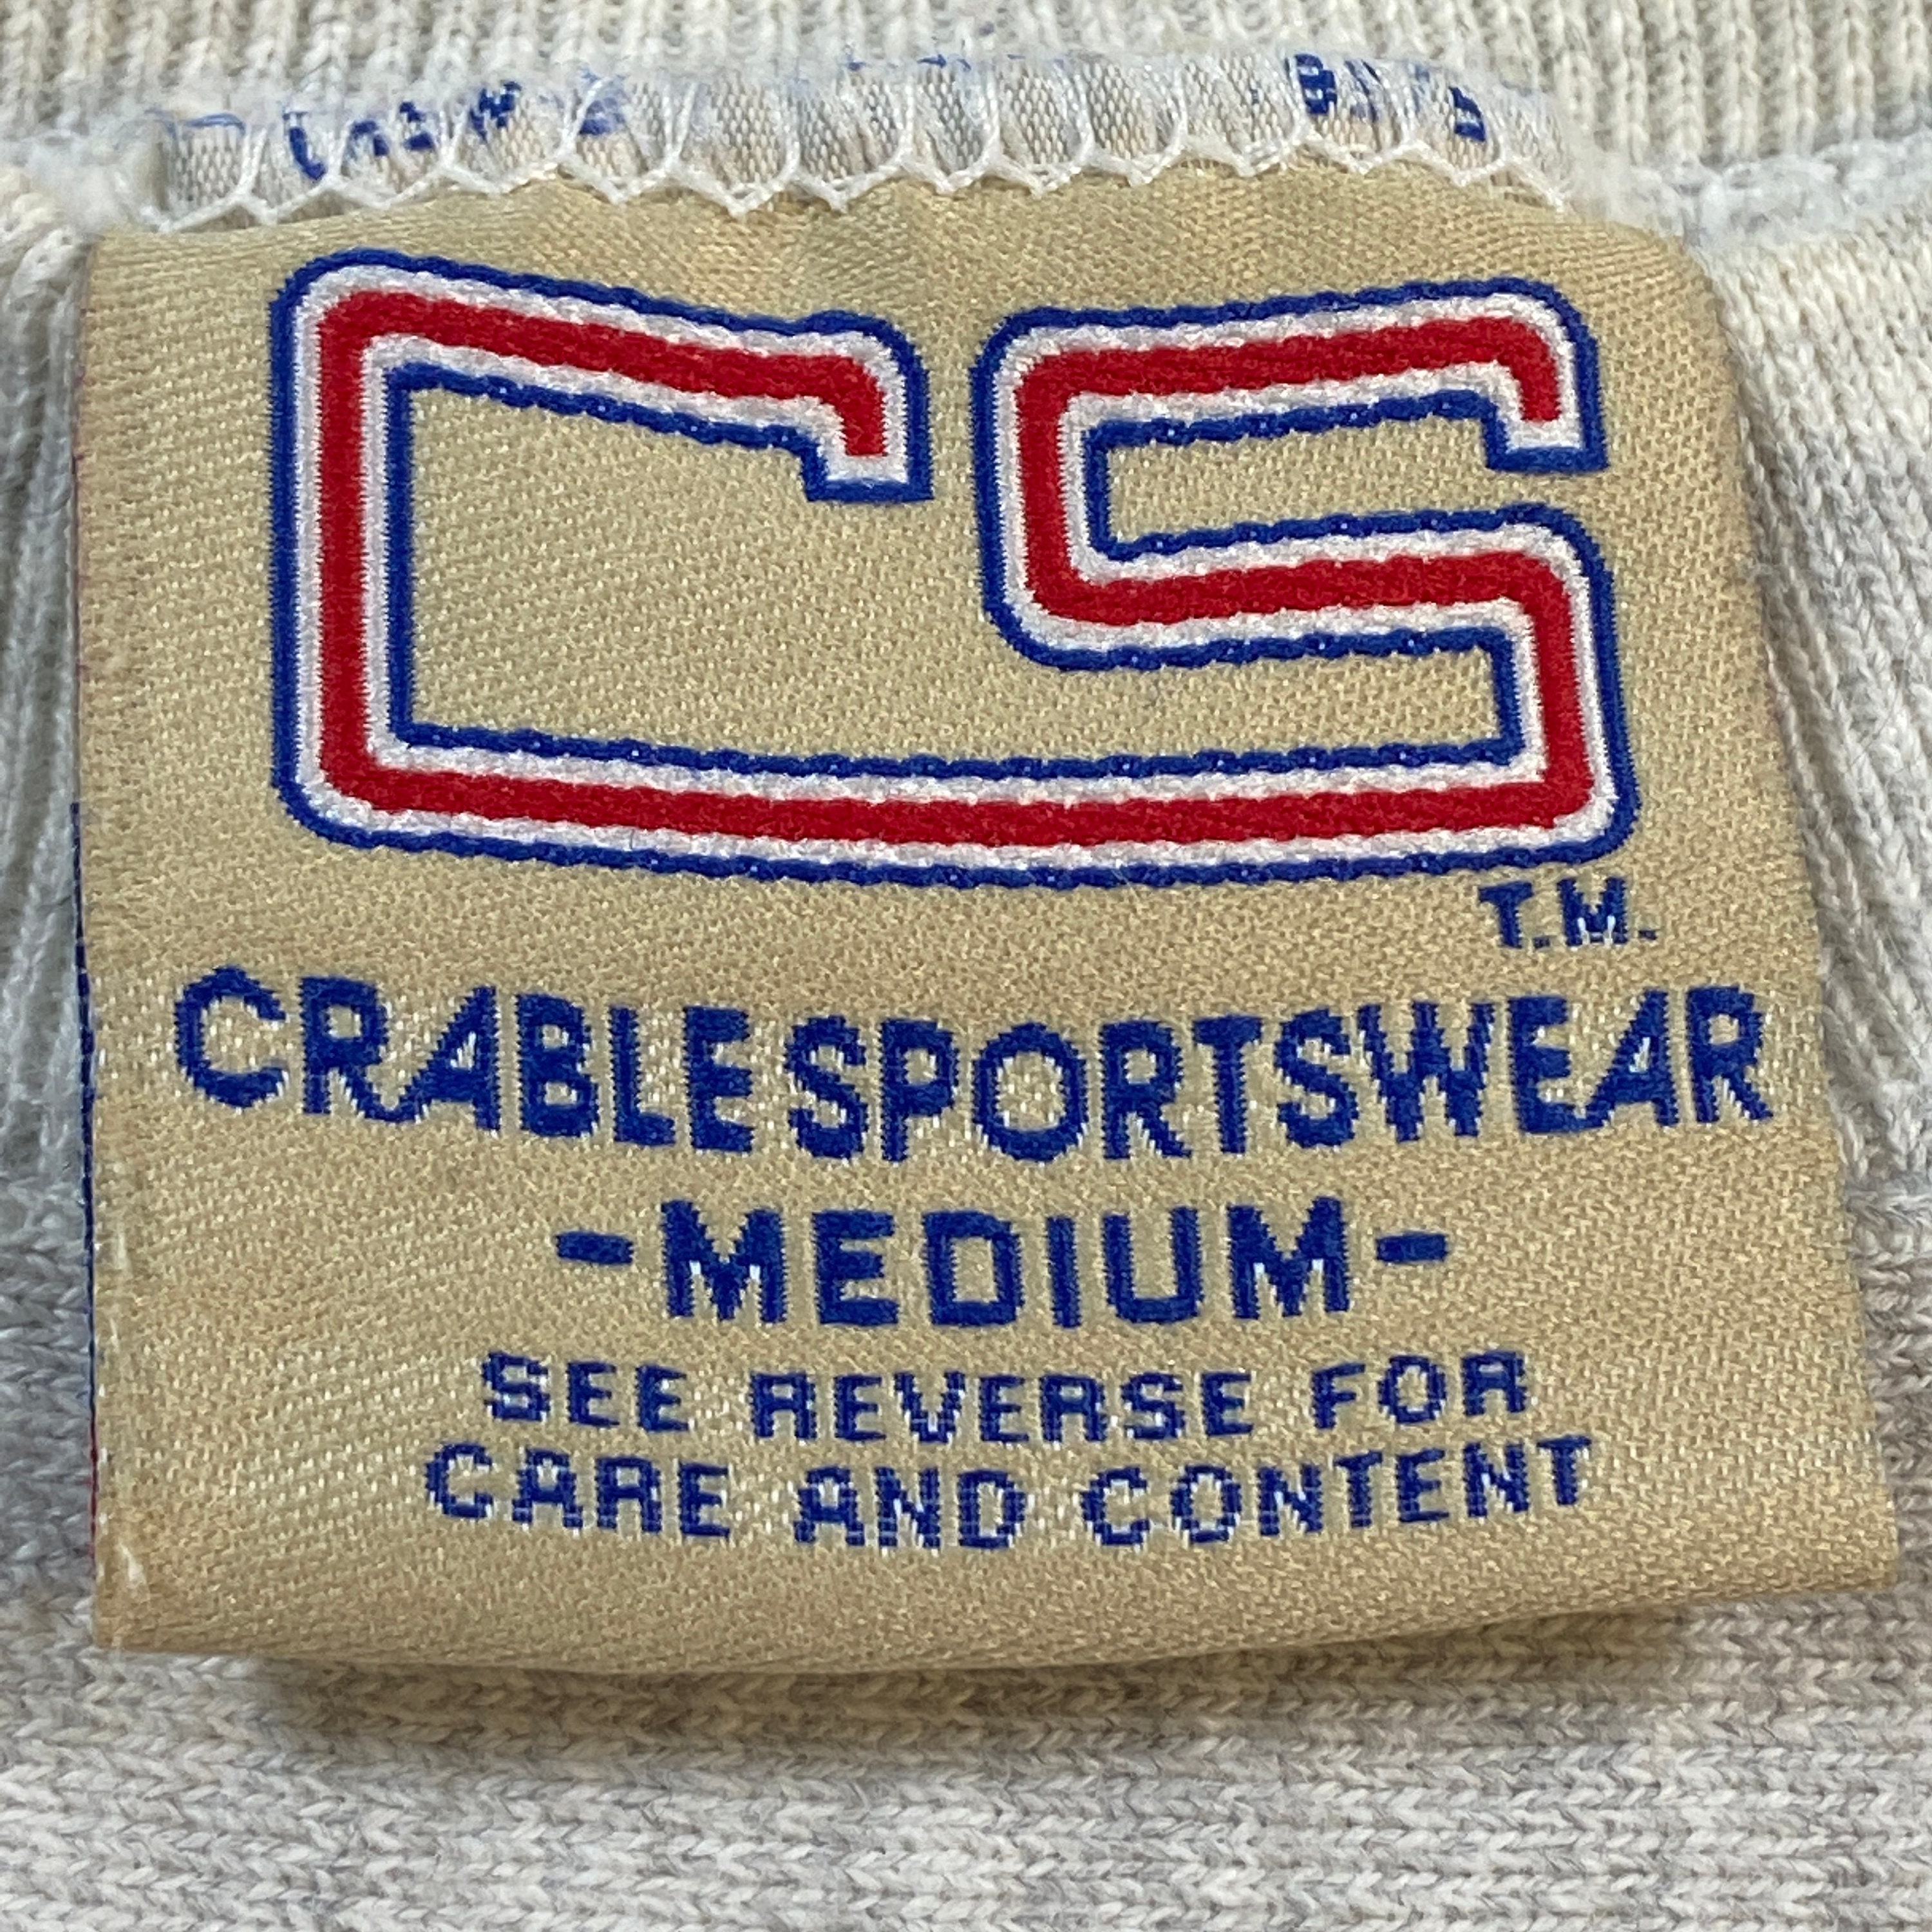 CS
T.M.
CRABLE SPORTSWEAR
-MEDIUM-
SEE REVERSE FOR
CARE AND CONTENT